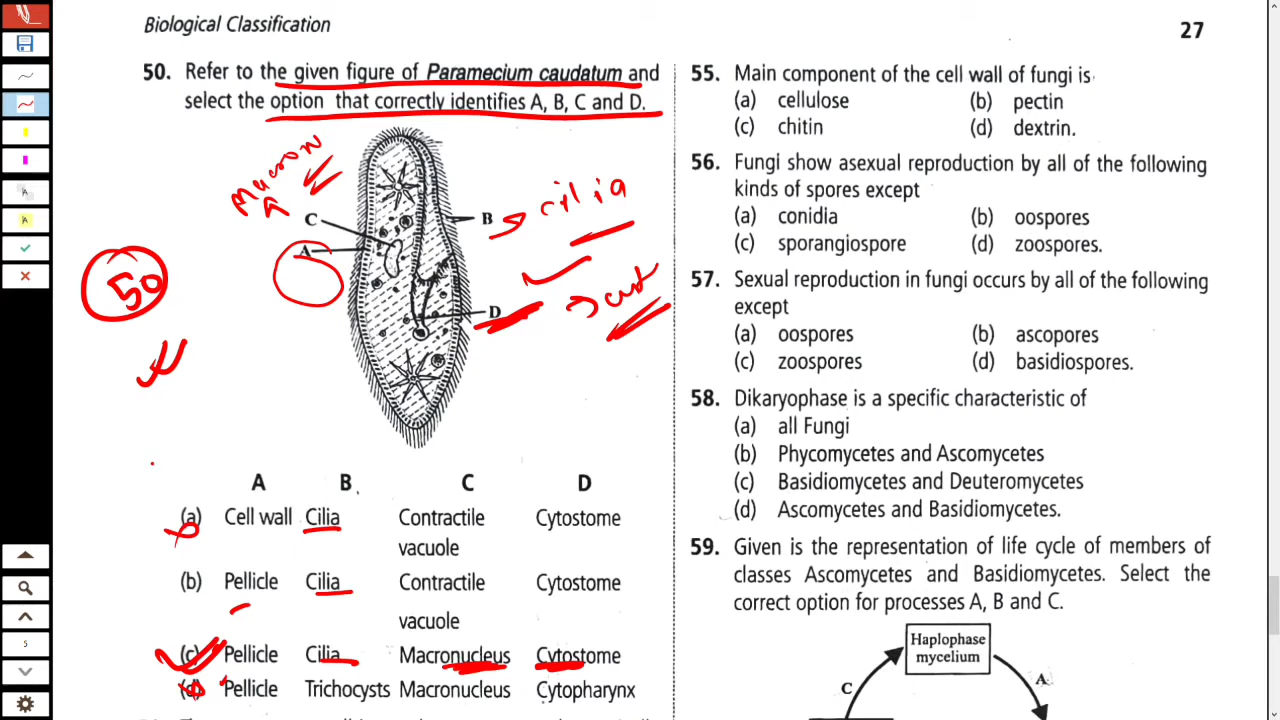 Biological Classification
27
50. Refer to the given figure of Paramecium caudatum and
select the option that correctly identifies A, B, C and D.
Macron
C
A
B
cilia
D
cyt
50
A B. C D
(a) Cell wall Cilia Contractile Cytostome
vacuole
(b) Pellicle Cilia Contractile Cytostome
vacuole
(c) Pellicle Cilia Macronucleus Cytostome
(d) Pellicle Trichocysts Macronucleus Cytopharynx
55. Main component of the cell wall of fungi is
(a) cellulose (b) pectin
(c) chitin (d) dextrin.
56. Fungi show asexual reproduction by all of the following
kinds of spores except
(a) conidia (b) oospores
(c) sporangiospore (d) zoospores.
57. Sexual reproduction in fungi occurs by all of the following
except
(a) oospores (b) ascopores
(c) zoospores (d) basidiospores.
58. Dikaryophase is a specific characteristic of
(a) all Fungi
(b) Phycomycetes and Ascomycetes
(c) Basidiomycetes and Deuteromycetes
(d) Ascomycetes and Basidiomycetes.
59. Given is the representation of life cycle of members of
classes Ascomycetes and Basidiomycetes. Select the
correct option for processes A, B and C.
Haplophase
mycelium
C
A
5
A
A